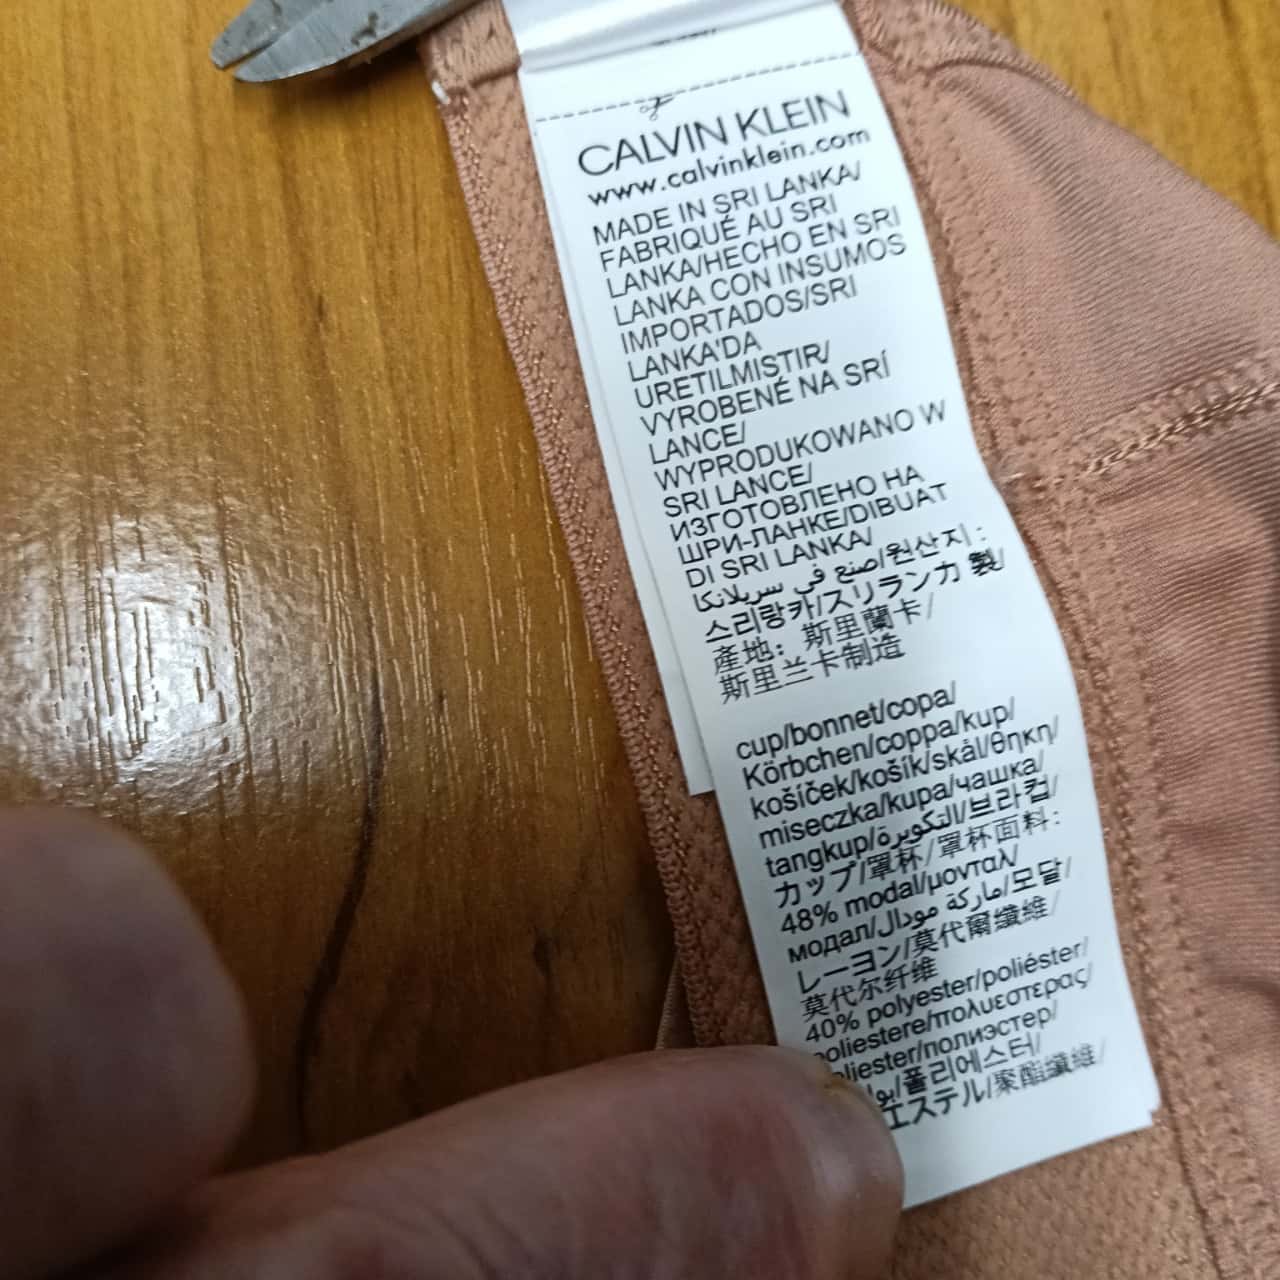 CALVIN KLEIN
www.calvinklein.com
MADE IN SRI LANKA/
FABRIQUÉ AU SRI
LANKA/HECHO EN SRI
LANKA CON INSUMOS
IMPORTADOS/SRI
LANKA'DA
URETILMISTIR/
VYROBENÉ NA SRÍ
LANCE/
WYPRODUKOWANO W
SRI LANCE/
ИЗГОТОВЛЕНО НА
ШРИ-ЛАНКЕ/DIBUAT
DI SRI LANKA/
صنع في سريلانكا/원산지:
스리랑카/スリランカ 製/
產地: 斯里蘭卡/
斯里兰卡制造
cup/bonnet/copa/
Körbchen/coppa/kup/
košíček/košík/skål/θηκη/
miseczka/kupa/чашка/
tangkup/التكويرة/브라컵/
カップ/罩杯/罩杯面料:
48% modal/μονταλ/
модал/ماركة مودال/모달/
レーヨン/莫代爾纖維/
莫代尔纤维
40% polyester/poliéster/
poliestere/πολυεστερας/
poliester/полиэстер/
/폴리에스터/
エステル/聚酯纖維/